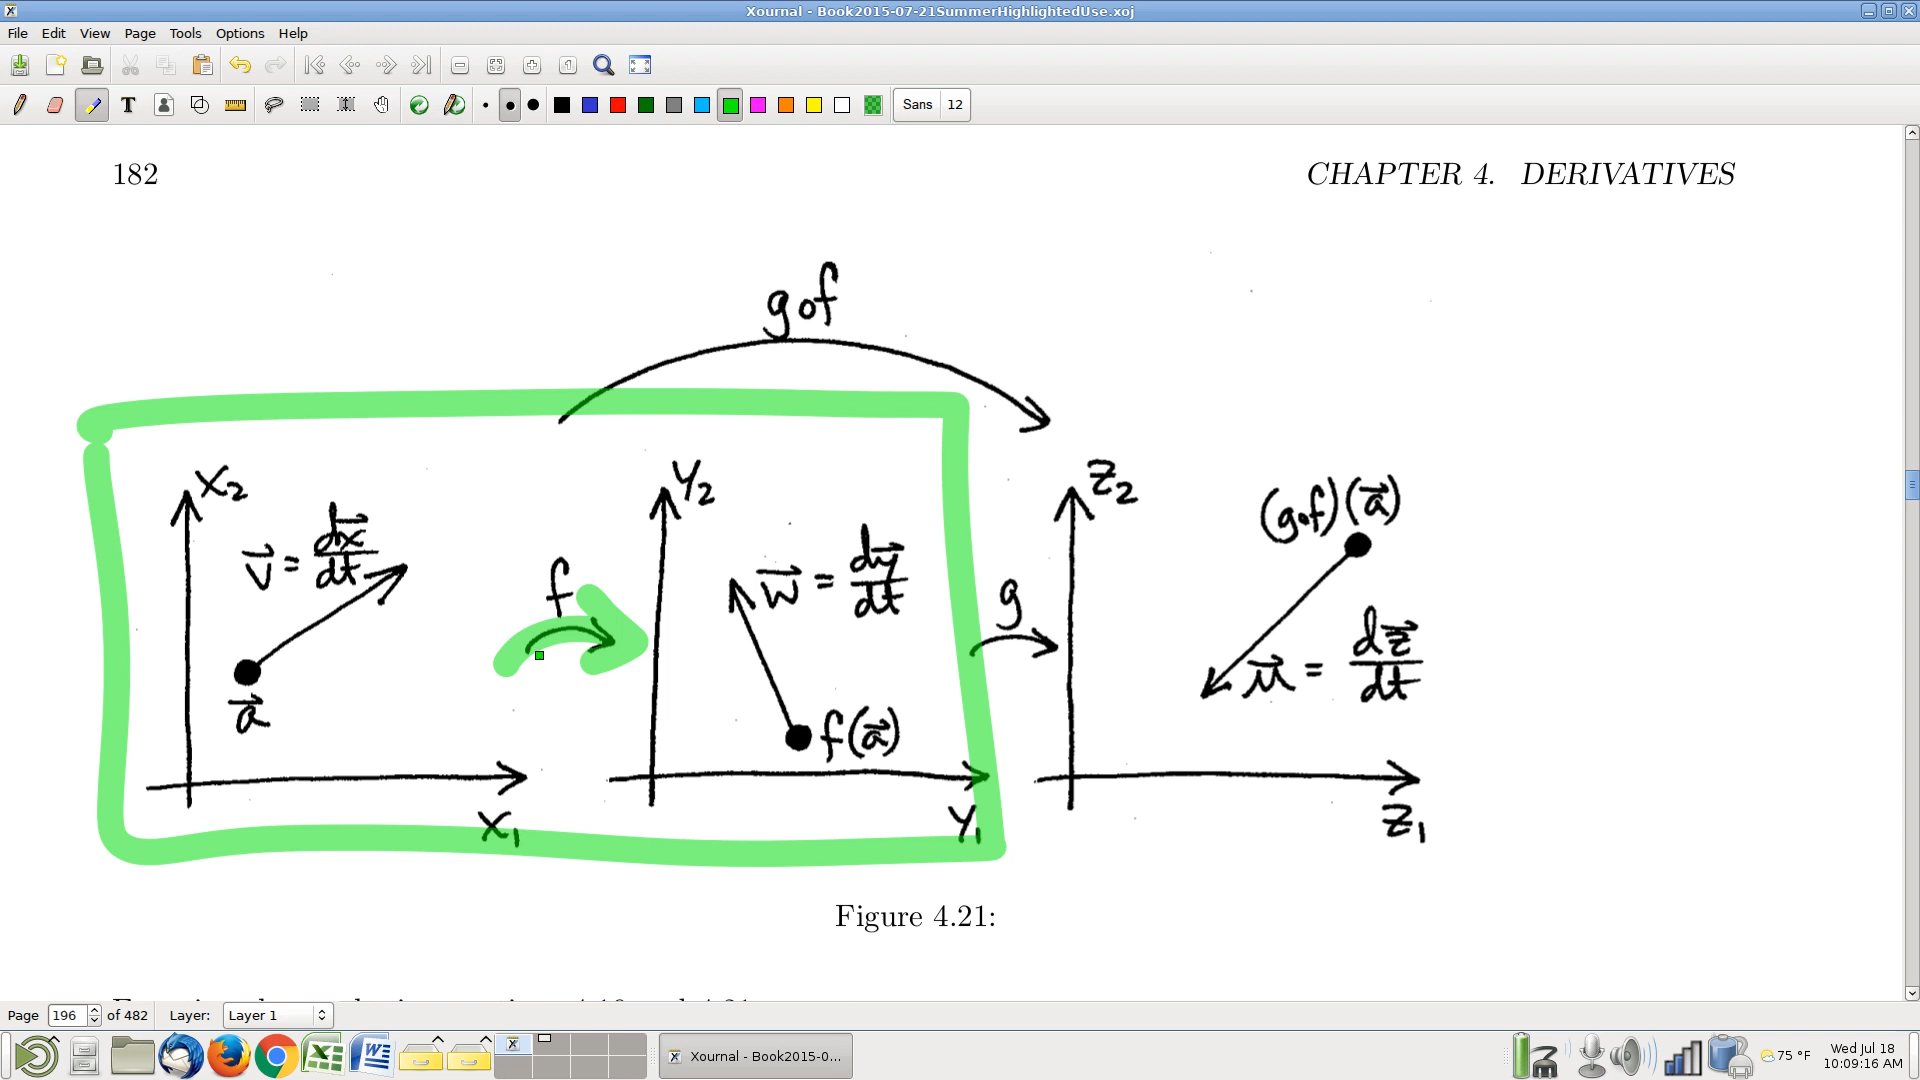 Xournal - Book2015-07-21SummerHighlightedUse.xoj
File Edit View Page Tools Options Help
T Sans 12
182 CHAPTER 4. DERIVATIVES
g∘f
x₂
v⃗ = dx⃗/dt
a⃗
x₁
f
y₂
w⃗ = dy⃗/dt
f(a⃗)
y₁
g
z₂
(g∘f)(a⃗)
u⃗ = dz⃗/dt
z₁
Figure 4.21:
Page 196 of 482 Layer: Layer 1
Xournal - Book2015-0...
75 °F
Wed Jul 18
10:09:16 AM